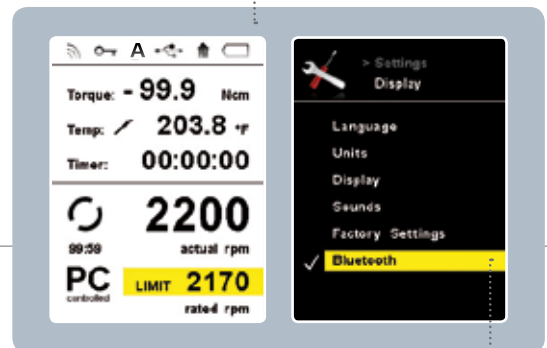 A
Torque: - 99.9 Ncm
Temp: 203.8 °F
Timer: 00:00:00
2200
99:59 actual rpm
PC LIMIT 2170
controlled rated rpm
> Settings
Display
Language
Units
Display
Sounds
Factory Settings
Bluetooth